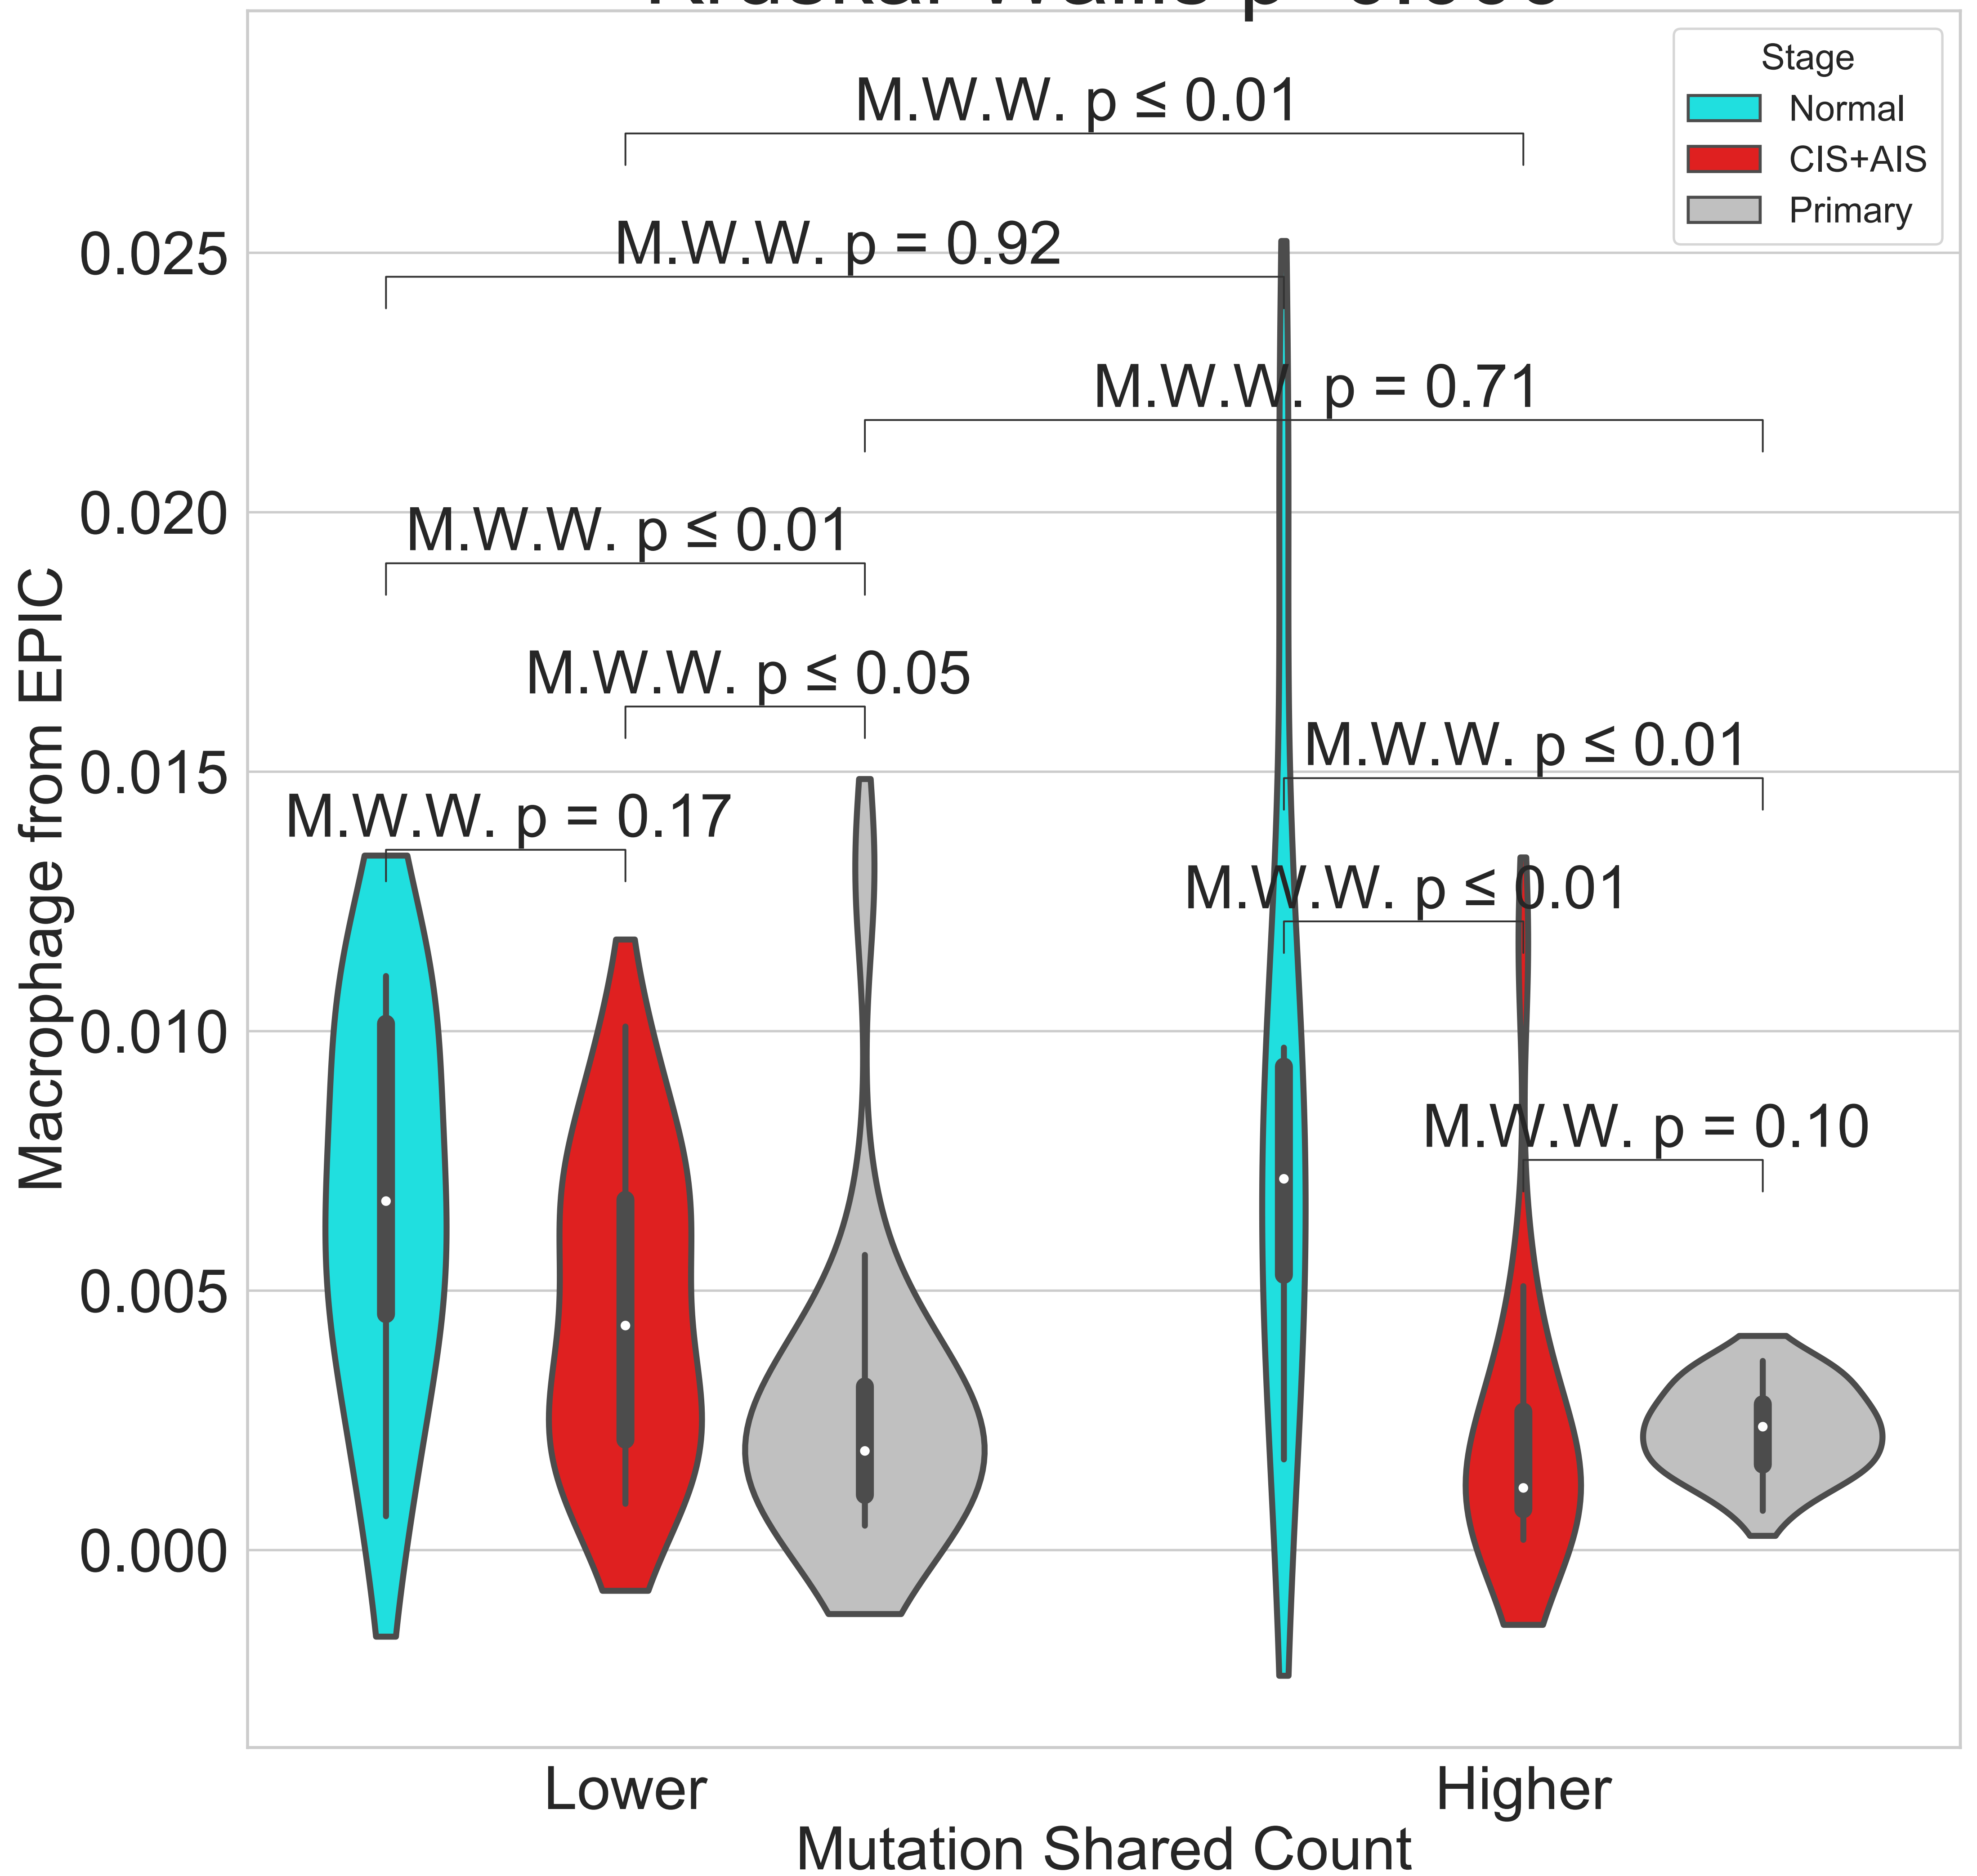 Stage
Normal
CIS+AIS
Primary
M.W.W. p ≤ 0.01
M.W.W. p = 0.92
M.W.W. p = 0.71
M.W.W. p ≤ 0.01
M.W.W. p ≤ 0.05
M.W.W. p ≤ 0.01
M.W.W. p = 0.17
M.W.W. p ≤ 0.01
M.W.W. p = 0.10
0.025
0.020
0.015
0.010
0.005
0.000
Macrophage from EPIC
Lower
Higher
Mutation Shared Count